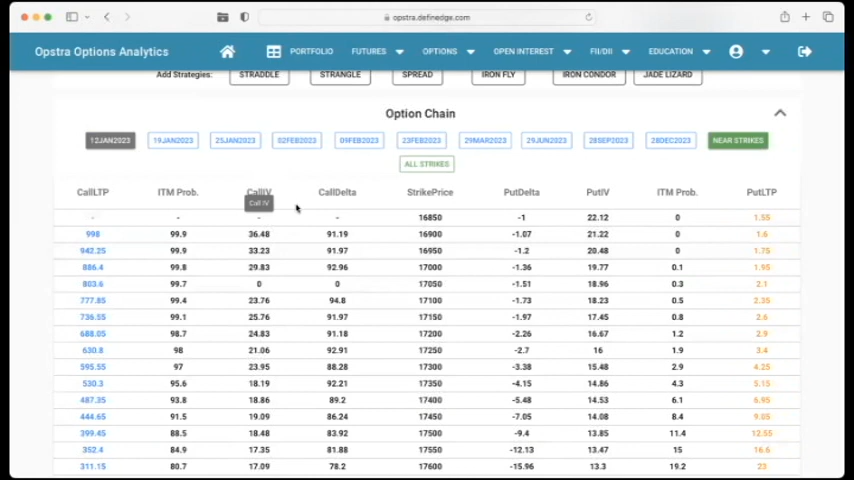 opstra.definedge.com
Opstra Options Analytics PORTFOLIO FUTURES OPTIONS OPEN INTEREST FII/DII EDUCATION
Add Strategies: STRADDLE STRANGLE SPREAD IRON FLY IRON CONDOR JADE LIZARD
Option Chain
12JAN2023 19JAN2023 25JAN2023 02FEB2023 09FEB2023 23FEB2023 29MAR2023 29JUN2023 28SEP2023 28DEC2023 NEAR STRIKES
ALL STRIKES
CallLTP ITM Prob. CallIV CallDelta StrikePrice PutDelta PutIV ITM Prob. PutLTP
Call IV
- - - - 16850 -1 22.12 0 1.55
998 99.9 36.48 91.19 16900 -1.07 21.22 0 1.6
942.25 99.9 33.23 91.97 16950 -1.2 20.48 0 1.75
886.4 99.8 29.83 92.96 17000 -1.36 19.77 0.1 1.95
803.6 99.7 0 0 17050 -1.51 18.96 0.3 2.1
777.85 99.4 23.76 94.8 17100 -1.73 18.23 0.5 2.35
736.55 99.1 25.76 91.97 17150 -1.97 17.45 0.8 2.6
688.05 98.7 24.83 91.18 17200 -2.26 16.67 1.2 2.9
630.8 98 21.06 92.91 17250 -2.7 16 1.9 3.4
595.55 97 23.95 88.28 17300 -3.38 15.48 2.9 4.25
530.3 95.6 18.19 92.21 17350 -4.15 14.86 4.3 5.15
487.35 93.8 18.86 89.2 17400 -5.48 14.53 6.1 6.95
444.65 91.5 19.09 86.24 17450 -7.05 14.08 8.4 9.05
399.45 88.5 18.48 83.92 17500 -9.4 13.85 11.4 12.55
352.4 84.9 17.35 81.88 17550 -12.13 13.47 15 16.6
311.15 80.7 17.09 78.2 17600 -15.96 13.3 19.2 23